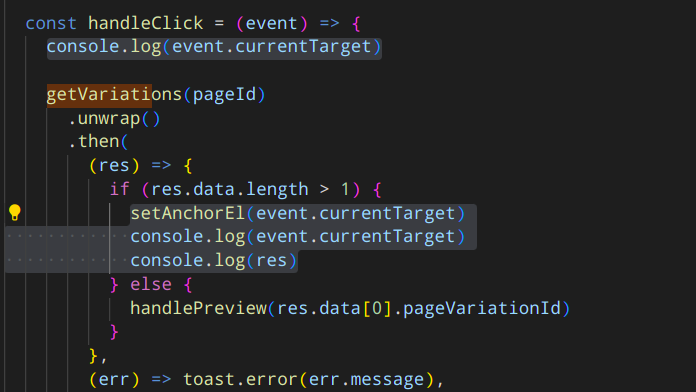 const handleClick = (event) => {
console.log(event.currentTarget)
getVariations(pageId)
.unwrap()
.then(
(res) => {
if (res.data.length > 1) {
setAnchorEl(event.currentTarget)
console.log(event.currentTarget)
console.log(res)
} else {
handlePreview(res.data[0].pageVariationId)
}
},
(err) => toast.error(err.message),